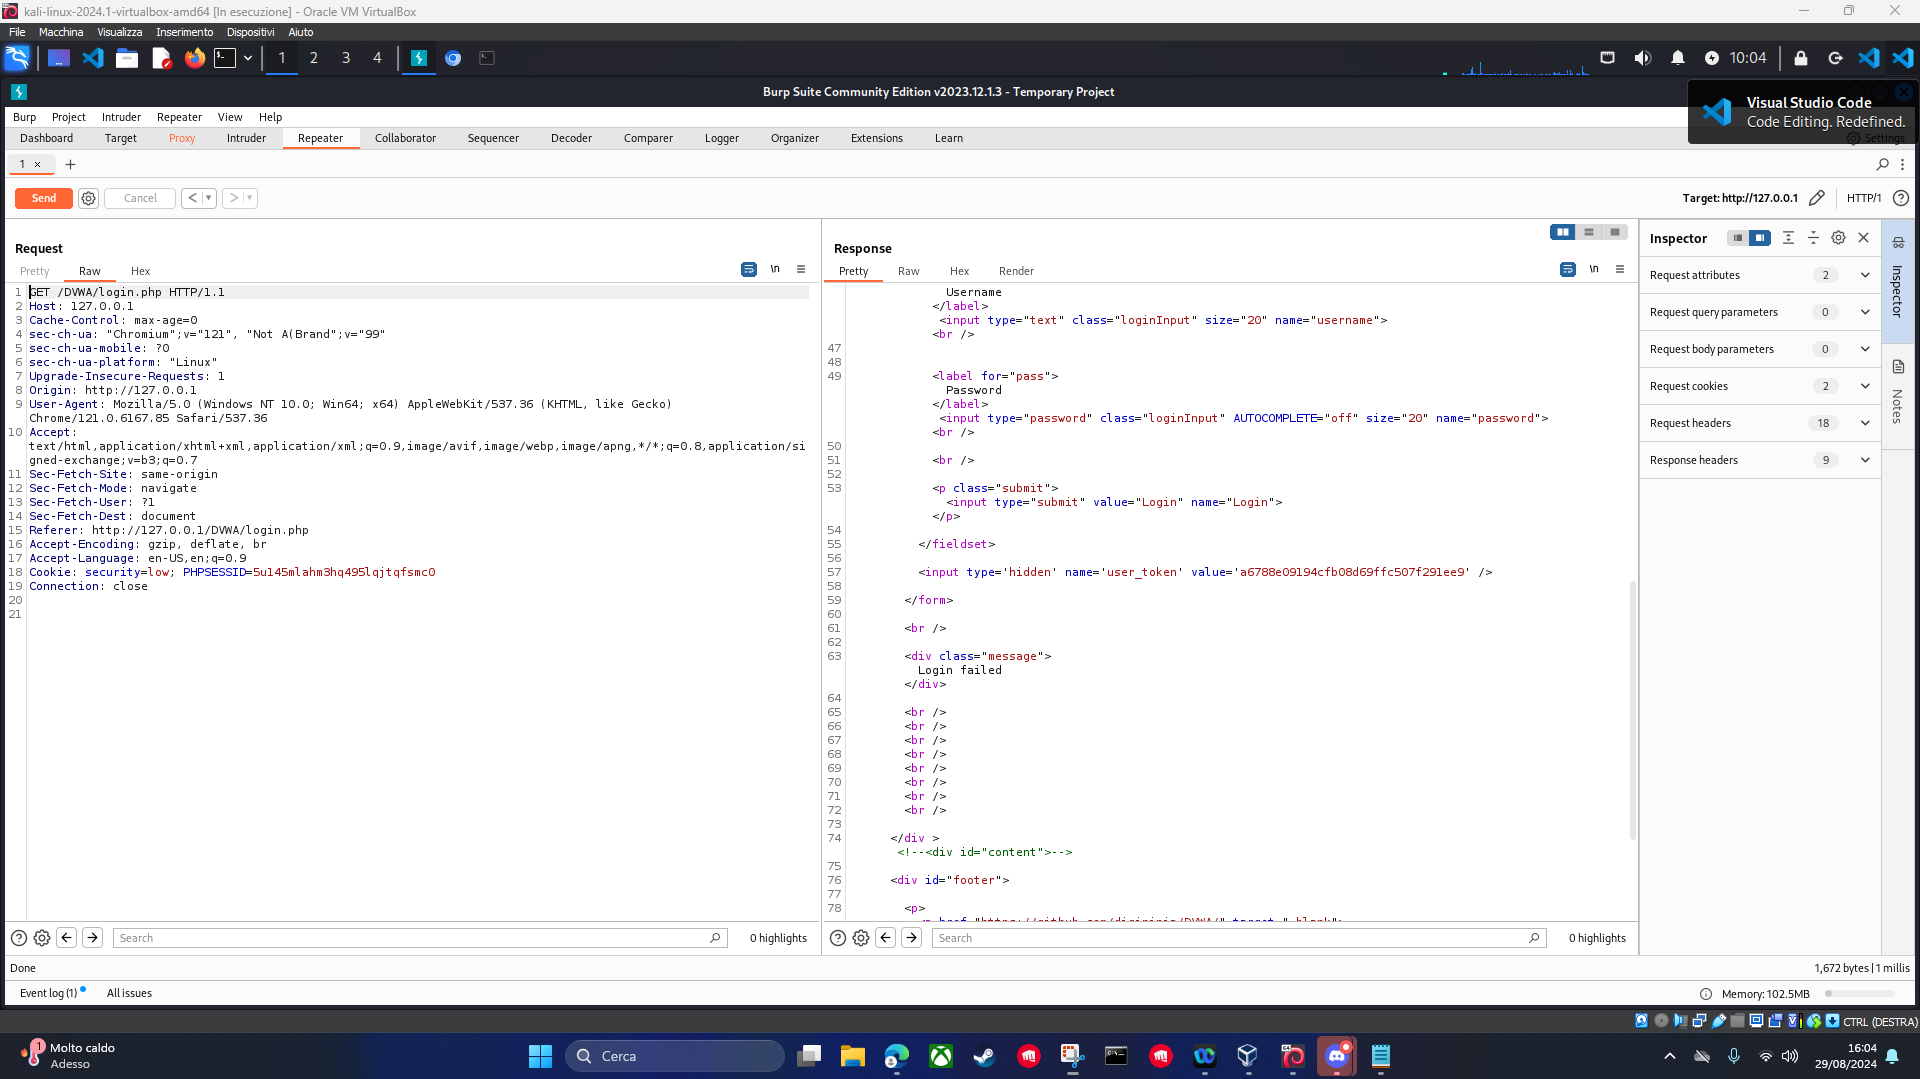 kali-linux-2024.1-virtualbox-amd64 [In esecuzione] - Oracle VM VirtualBox
File Macchina Visualizza Inserimento Dispositivi Aiuto
1 2 3 4 10:04
Burp Suite Community Edition v2023.12.1.3 - Temporary Project
Visual Studio Code
Code Editing. Redefined.
Burp Project Intruder Repeater View Help
Dashboard Target Proxy Intruder Repeater Collaborator Sequencer Decoder Comparer Logger Organizer Extensions Learn Settings
1 × +
Send Cancel < > Target: http://127.0.0.1 HTTP/1
Request
Pretty Raw Hex \n
1 GET /DVWA/login.php HTTP/1.1
2 Host: 127.0.0.1
3 Cache-Control: max-age=0
4 sec-ch-ua: "Chromium";v="121", "Not A(Brand";v="99"
5 sec-ch-ua-mobile: ?0
6 sec-ch-ua-platform: "Linux"
7 Upgrade-Insecure-Requests: 1
8 Origin: http://127.0.0.1
9 User-Agent: Mozilla/5.0 (Windows NT 10.0; Win64; x64) AppleWebKit/537.36 (KHTML, like Gecko)
Chrome/121.0.6167.85 Safari/537.36
10 Accept:
text/html,application/xhtml+xml,application/xml;q=0.9,image/avif,image/webp,image/apng,*/*;q=0.8,application/si
gned-exchange;v=b3;q=0.7
11 Sec-Fetch-Site: same-origin
12 Sec-Fetch-Mode: navigate
13 Sec-Fetch-User: ?1
14 Sec-Fetch-Dest: document
15 Referer: http://127.0.0.1/DVWA/login.php
16 Accept-Encoding: gzip, deflate, br
17 Accept-Language: en-US,en;q=0.9
18 Cookie: security=low; PHPSESSID=5u145mlahm3hq495lqjtqfsmc0
19 Connection: close
20
21
Search 0 highlights
Response
Pretty Raw Hex Render \n
Username
</label>
<input type="text" class="loginInput" size="20" name="username">
<br />
47
48
49 <label for="pass">
Password
</label>
<input type="password" class="loginInput" AUTOCOMPLETE="off" size="20" name="password">
<br />
50
51 <br />
52
53 <p class="submit">
<input type="submit" value="Login" name="Login">
</p>
54
55 </fieldset>
56
57 <input type='hidden' name='user_token' value='a6788e09194cfb08d69ffc507f291ee9' />
58
59 </form>
60
61 <br />
62
63 <div class="message">
Login failed
</div>
64
65 <br />
66 <br />
67 <br />
68 <br />
69 <br />
70 <br />
71 <br />
72 <br />
73
74 </div >
<!--<div id="content">-->
75
76 <div id="footer">
77
78 <p>
<a href="https://github.com/digininja/DVWA/" target="_blank">
Search 0 highlights
Inspector
Request attributes 2
Request query parameters 0
Request body parameters 0
Request cookies 2
Request headers 18
Response headers 9
Inspector
Notes
Done 1,672 bytes | 1 millis
Event log (1) All issues Memory: 102.5MB
CTRL (DESTRA)
1 Molto caldo
Adesso
Cerca
16:04
29/08/2024